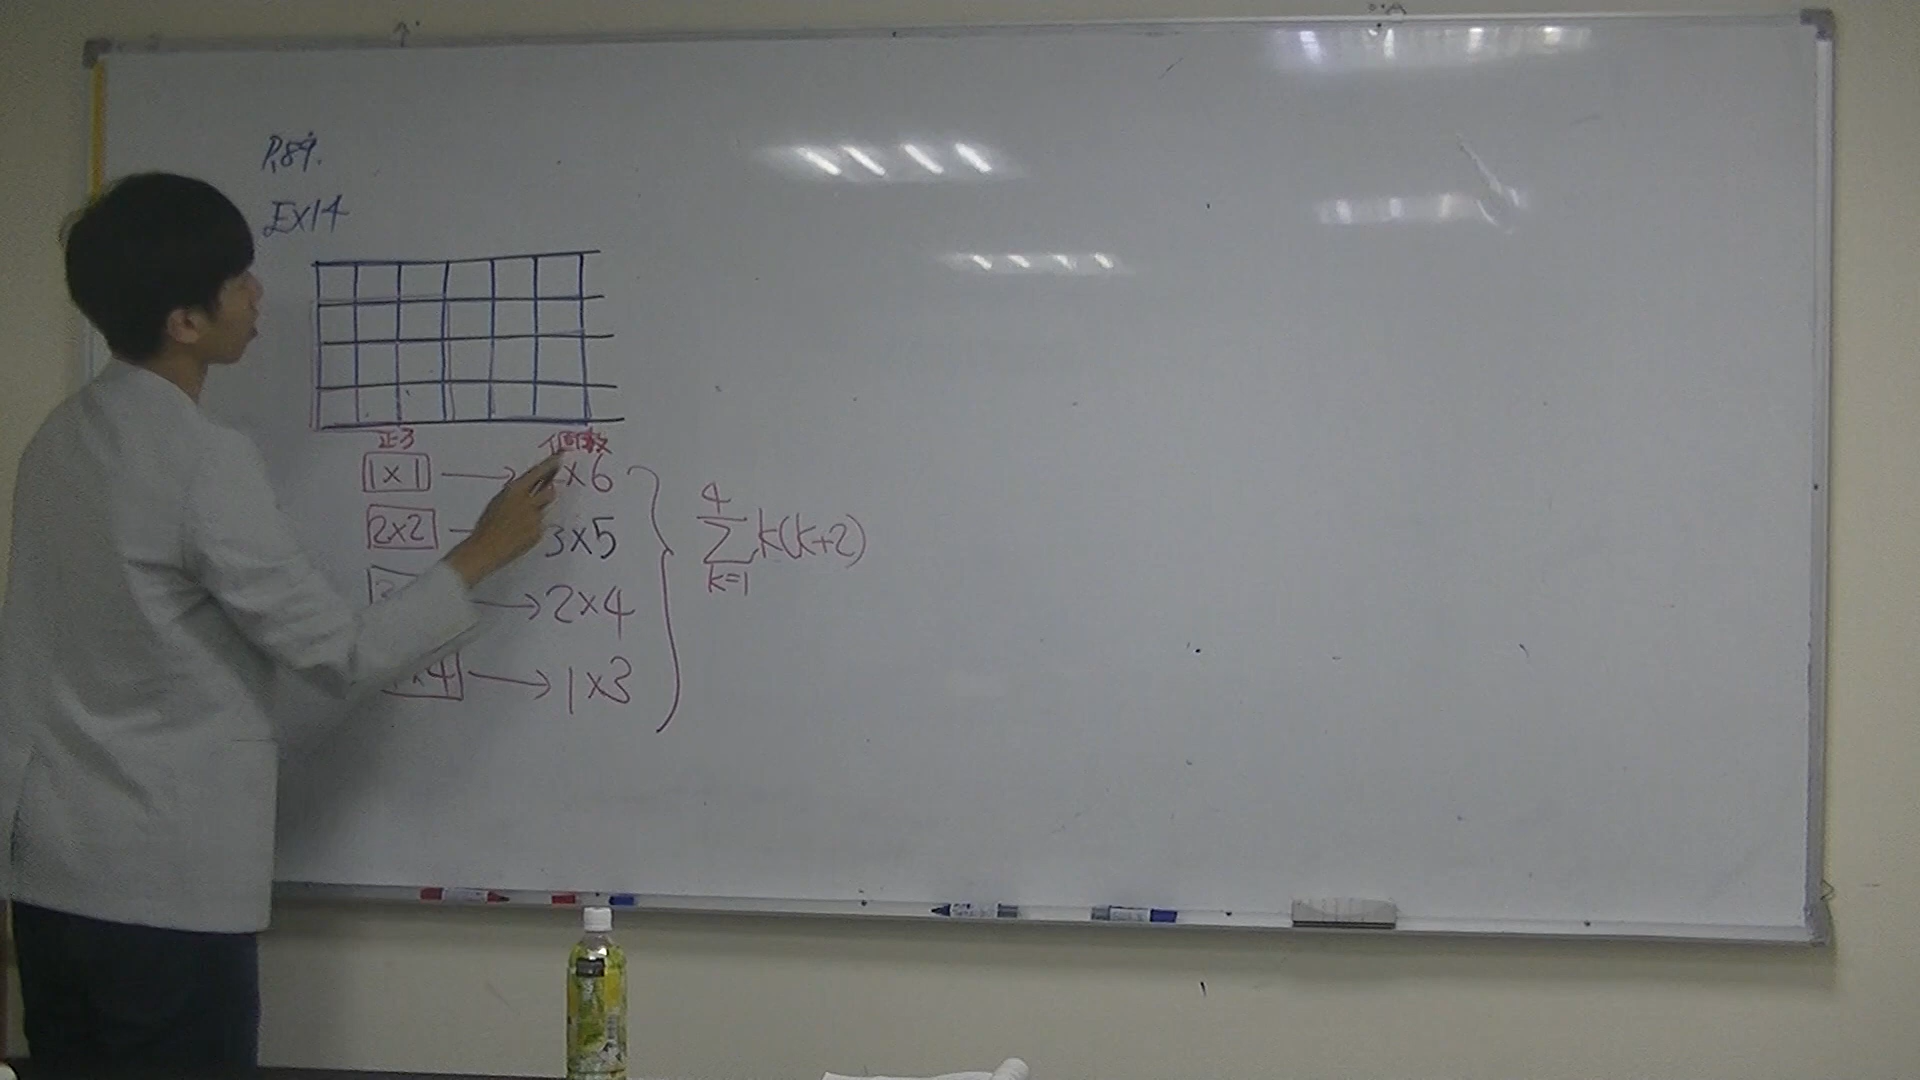 P.89.
EX14
正方 個數
1×1 → ×6
2×2 3×5
→ 2×4
×4 → 1×3
4
∑ k(k+2)
k=1